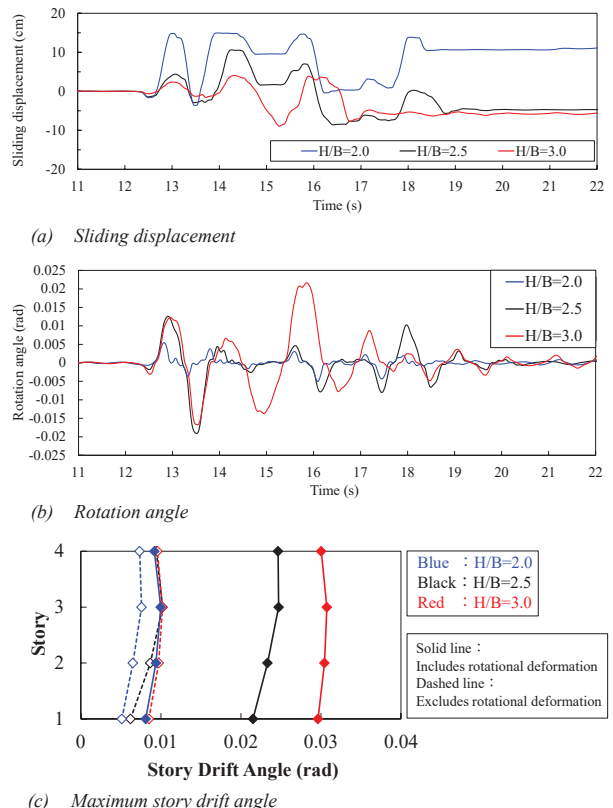 20
10
0
-10
-20
Sliding displacement (cm)
H/B=2.0 H/B=2.5 H/B=3.0
11 12 13 14 15 16 17 18 19 20 21 22
Time (s)
(a) Sliding displacement
0.025
0.02
0.015
0.01
0.005
0
-0.005
-0.01
-0.015
-0.02
-0.025
Rotation angle (rad)
H/B=2.0
H/B=2.5
H/B=3.0
11 12 13 14 15 16 17 18 19 20 21 22
Time (s)
(b) Rotation angle
4
3
2
1
Story
0 0.01 0.02 0.03 0.04
Story Drift Angle (rad)
Blue ：H/B=2.0
Black：H/B=2.5
Red ：H/B=3.0
Solid line：
Includes rotational deformation
Dashed line：
Excludes rotational deformation
(c) Maximum story drift angle